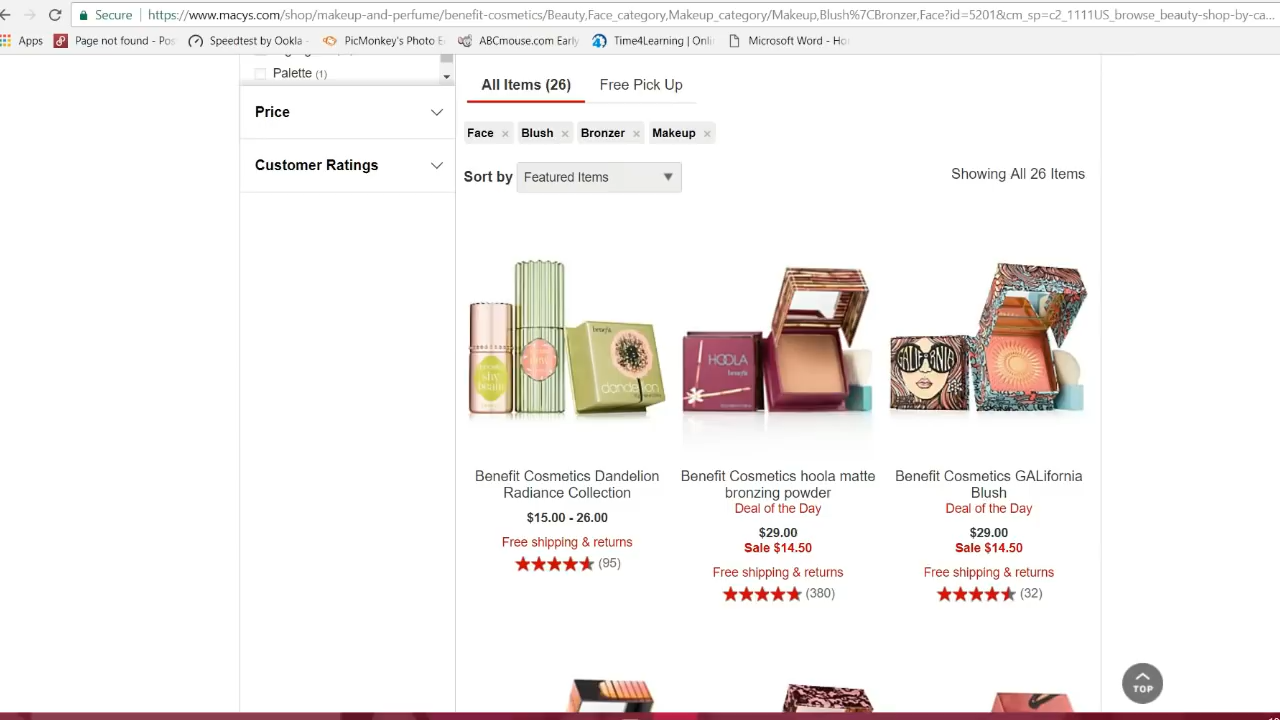 Secure
https://www.macys.com/shop/makeup-and-perfume/benefit-cosmetics/Beauty,Face_category,Makeup_category/Makeup,Blush%7CBronzer,Face?id=5201&cm_sp=c2_1111US_browse_beauty-shop-by-ca...
Apps
Page not found - Pos
Speedtest by Ookla -
PicMonkey's Photo E
ABCmouse.com Early
Time4Learning | Onli
Microsoft Word - Ho
Palette (1)
Price
Customer Ratings
All Items (26)
Free Pick Up
Face × Blush × Bronzer × Makeup ×
Sort by Featured Items
Showing All 26 Items
benefit
dandelion
HOOLA
benefit
GALIFORNIA
Benefit Cosmetics Dandelion
Radiance Collection
$15.00 - 26.00
Free shipping & returns
(95)
Benefit Cosmetics hoola matte
bronzing powder
Deal of the Day
$29.00
Sale $14.50
Free shipping & returns
(380)
Benefit Cosmetics GALifornia
Blush
Deal of the Day
$29.00
Sale $14.50
Free shipping & returns
(32)
TOP